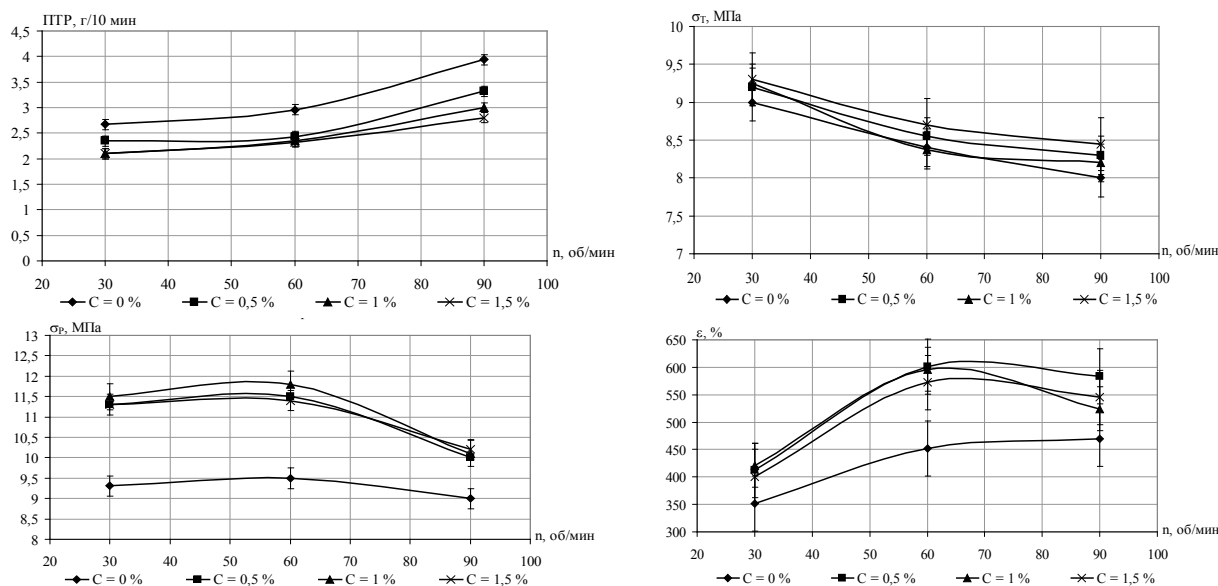 ПТР, г/10 мин
4,5
4
3,5
3
2,5
2
1,5
1
0,5
0
20 30 40 50 60 70 80 90 100
n, об/мин
C = 0 % C = 0,5 % C = 1 % C = 1,5 %
σТ, МПа
10
9,5
9
8,5
8
7,5
7
20 30 40 50 60 70 80 90 100
n, об/мин
C = 0 % C = 0,5 % C = 1 % C = 1,5 %
σР, МПа
13
12,5
12
11,5
11
10,5
10
9,5
9
8,5
8
20 30 40 50 60 70 80 90 100
n, об/мин
C = 0 % C = 0,5 % C = 1 % C = 1,5 %
ε, %
650
600
550
500
450
400
350
300
20 30 40 50 60 70 80 90 100
n, об/мин
C = 0 % C = 0,5 % C = 1 % C = 1,5 %